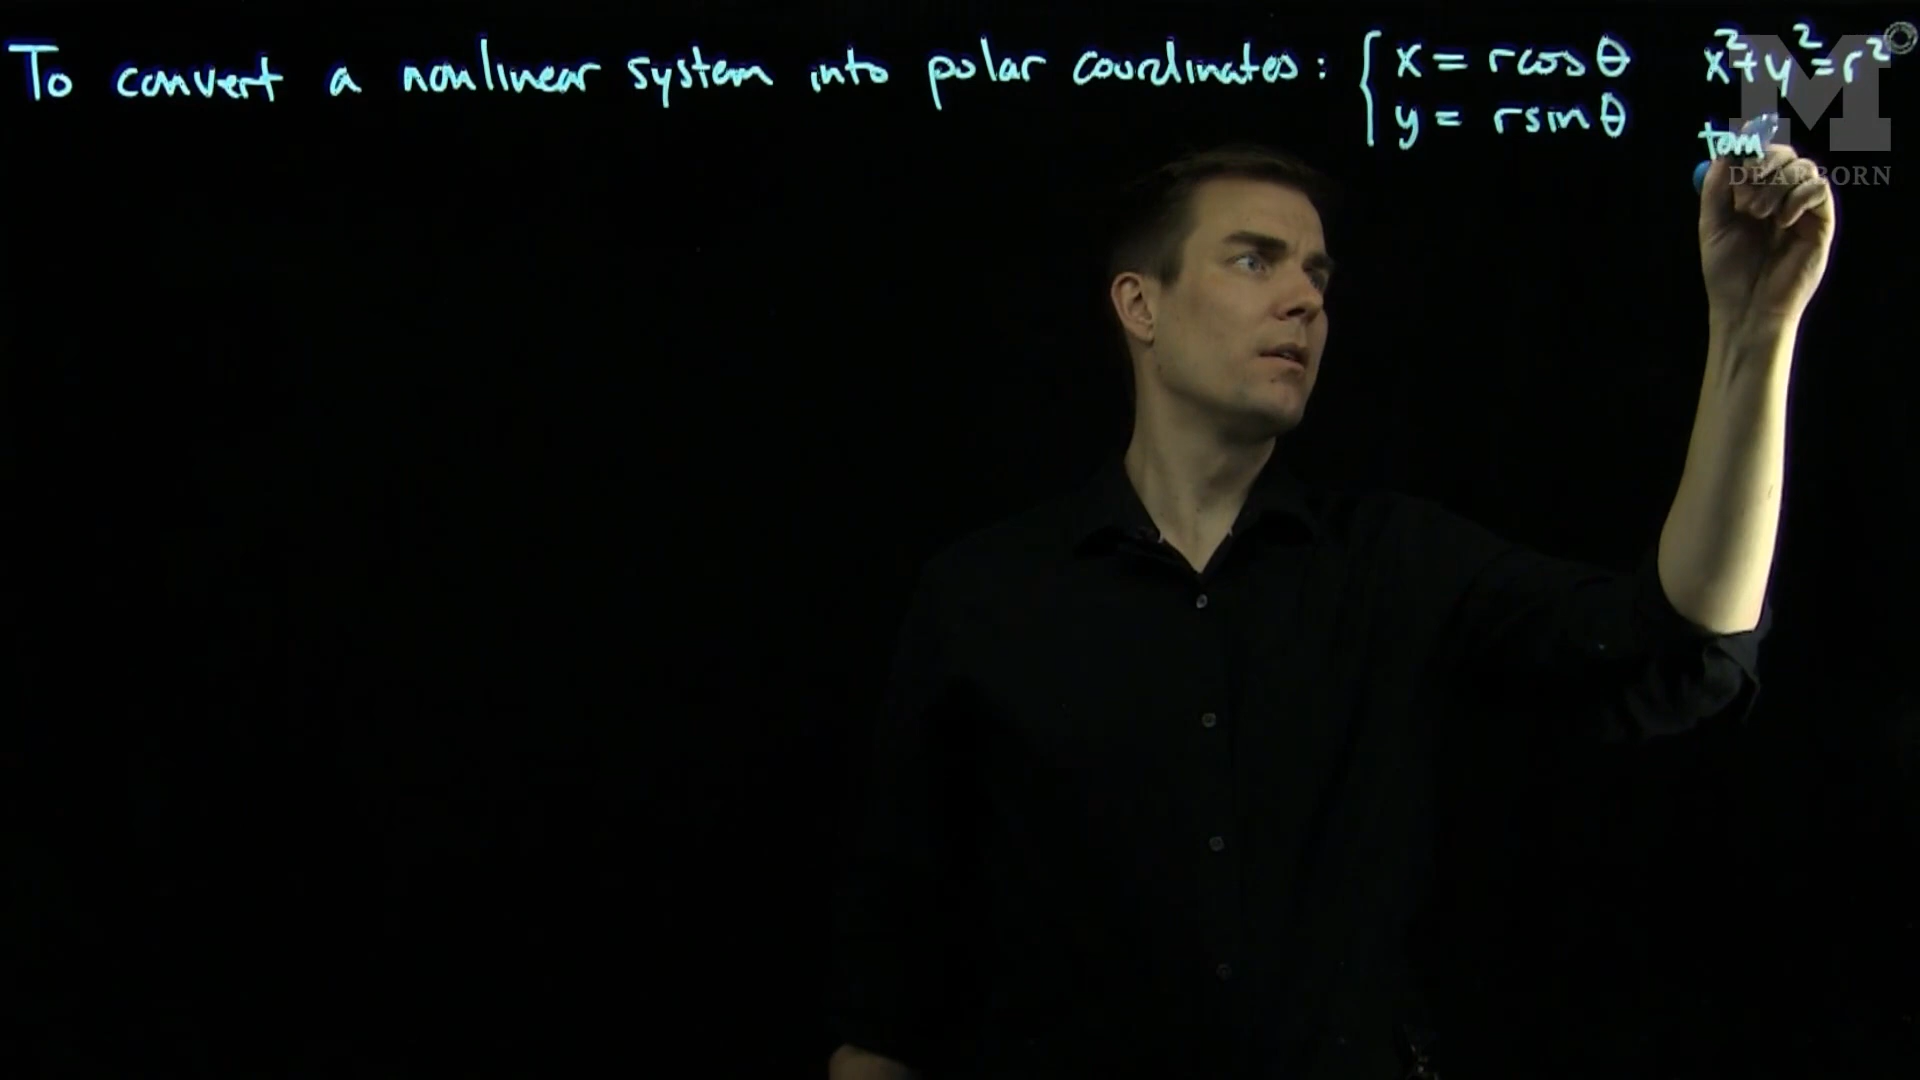 To convert a nonlinear system into polar coordinates: { x = r cos θ   x² + y² = r²
y = r sin θ   tan
M
DEARBORN